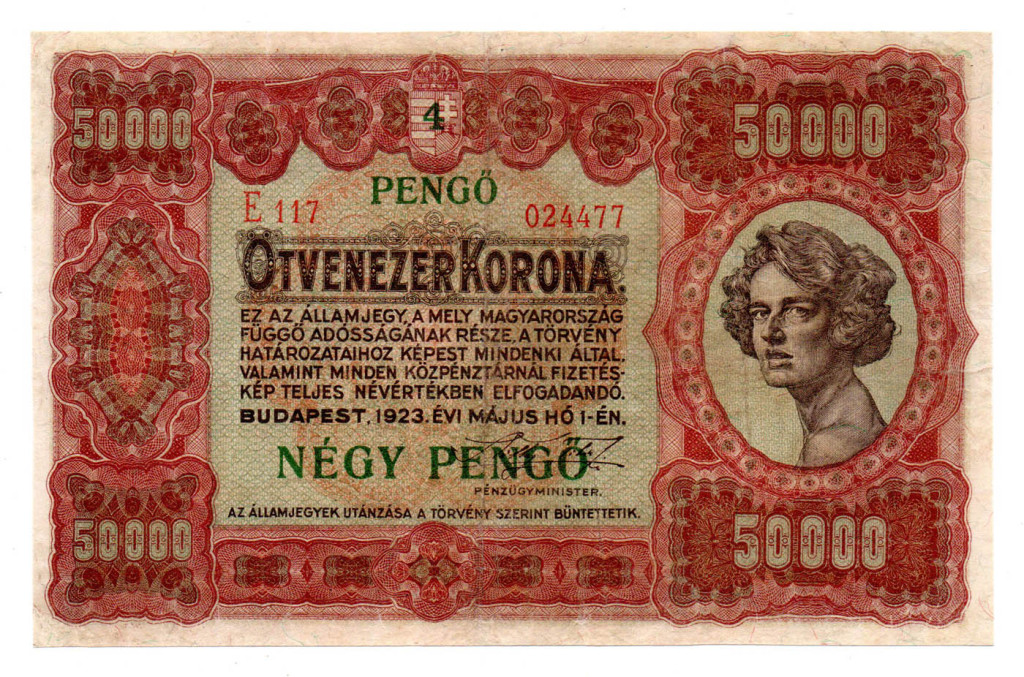 50000
4
50000
PENGŐ
E 117
024477
ÖTVENEZER KORONA.
EZ AZ ÁLLAMJEGY, A MELY MAGYARORSZÁG
FÜGGŐ ADÓSSÁGÁNAK RÉSZE, A TÖRVÉNY
HATÁROZATAIHOZ KÉPEST MINDENKI ÁLTAL,
VALAMINT MINDEN KÖZPÉNZTÁRNÁL FIZETÉS-
KÉP TELJES NÉVÉRTÉKBEN ELFOGADANDÓ.
BUDAPEST, 1923. ÉVI MÁJUS HÓ 1-ÉN.
NÉGY PENGŐ
PÉNZÜGYMINISTER.
AZ ÁLLAMJEGYEK UTÁNZÁSA A TÖRVÉNY SZERINT BÜNTETTETIK.
50000
50000